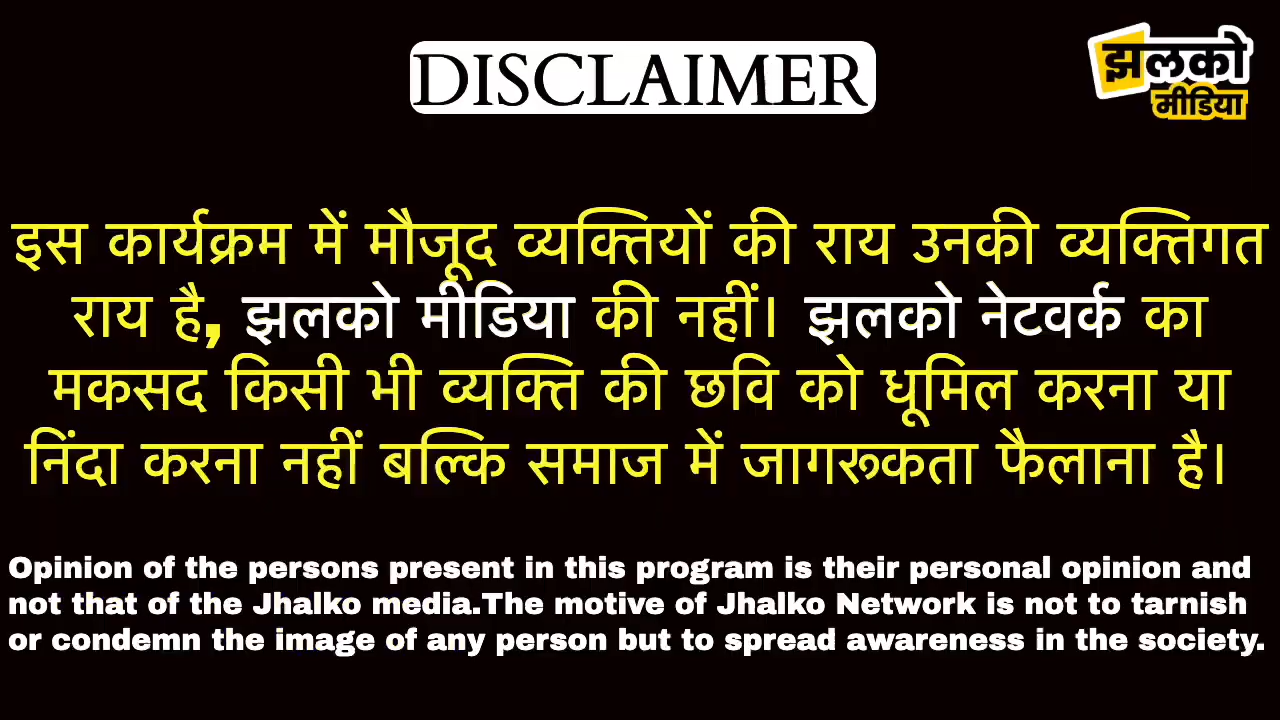 DISCLAIMER
झलको
मीडिया
इस कार्यक्रम में मौजूद व्यक्तियों की राय उनकी व्यक्तिगत
राय है, झलको मीडिया की नहीं। झलको नेटवर्क का
मकसद किसी भी व्यक्ति की छवि को धूमिल करना या
निंदा करना नहीं बल्कि समाज में जागरूकता फैलाना है।
Opinion of the persons present in this program is their personal opinion and
not that of the Jhalko media.The motive of Jhalko Network is not to tarnish
or condemn the image of any person but to spread awareness in the society.